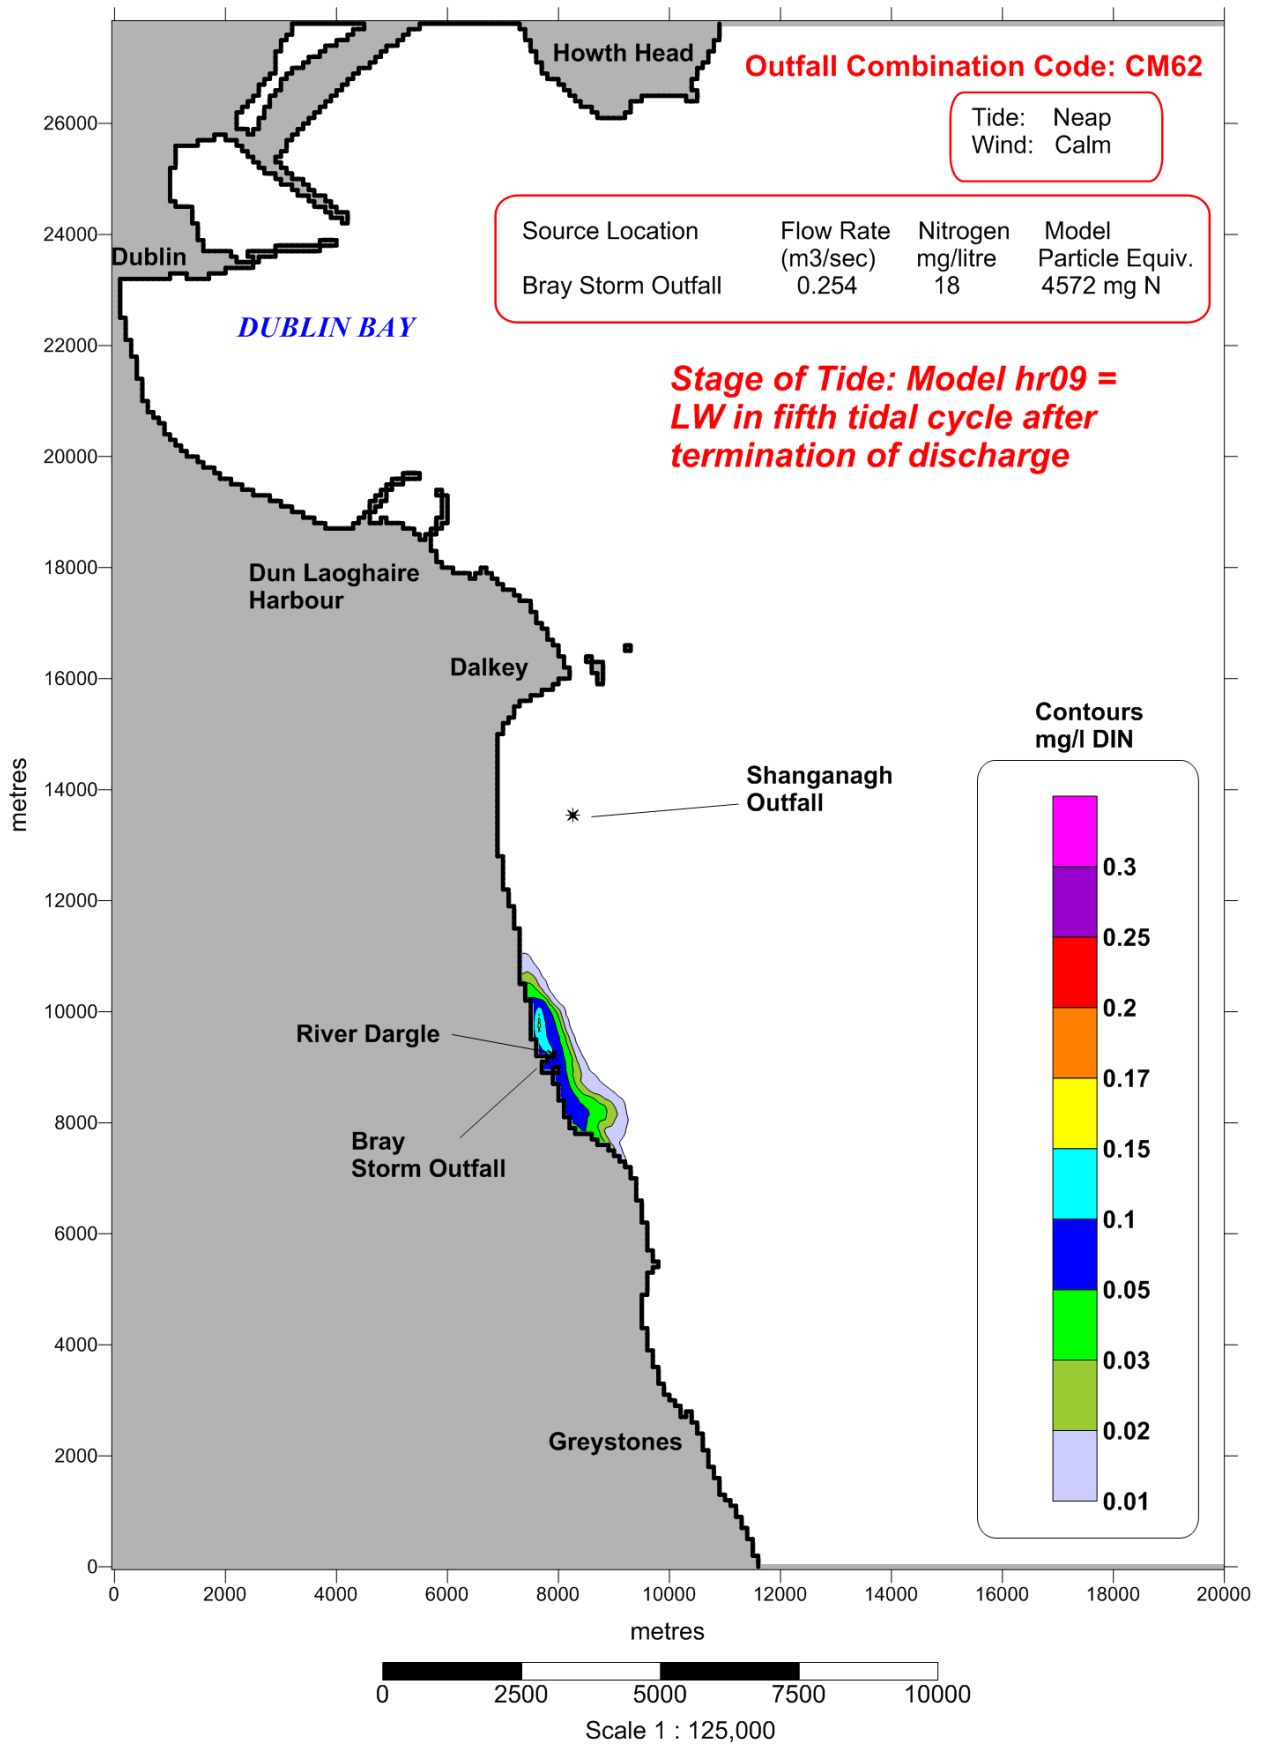 Howth Head
Outfall Combination Code: CM62
Tide: Neap
Wind: Calm
Source Location Flow Rate Nitrogen Model
(m3/sec) mg/litre Particle Equiv.
Bray Storm Outfall 0.254 18 4572 mg N
Dublin
DUBLIN BAY
Stage of Tide: Model hr09 =
LW in fifth tidal cycle after
termination of discharge
Dun Laoghaire
Harbour
Dalkey
Shanganagh
Outfall
River Dargle
Bray
Storm Outfall
Greystones
Contours
mg/l DIN
0.3
0.25
0.2
0.17
0.15
0.1
0.05
0.03
0.02
0.01
metres
26000
24000
22000
20000
18000
16000
14000
12000
10000
8000
6000
4000
2000
0
0 2000 4000 6000 8000 10000 12000 14000 16000 18000 20000
metres
0 2500 5000 7500 10000
Scale 1 : 125,000